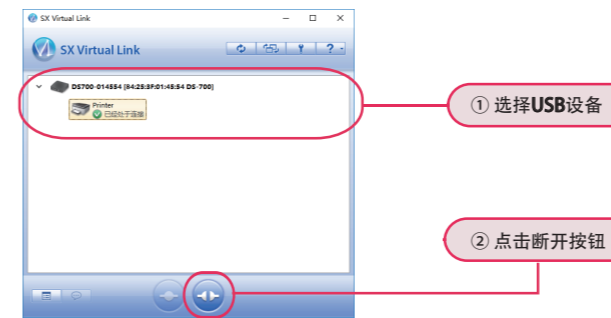 SX Virtual Link
SX Virtual Link
DS700-014554 [84:25:3F:01:45:54 DS-700]
Printer
已经处于连接
① 选择USB设备
② 点击断开按钮